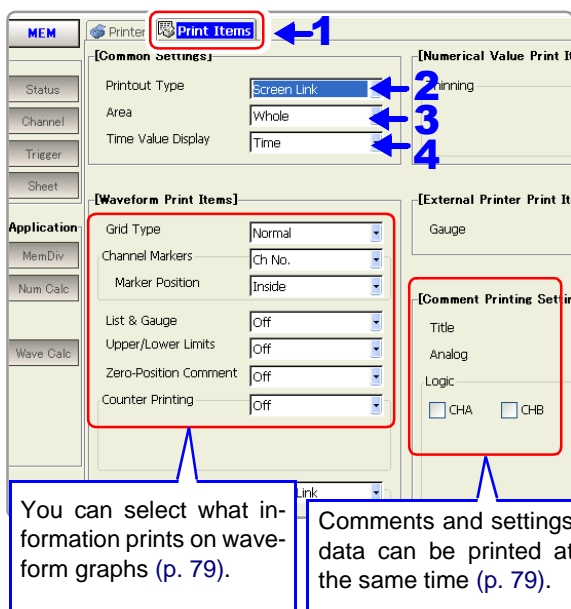 MEM
Printer
Print Items
1
[Common Settings]
[Numerical Value Print It
Printout Type
Screen Link
2
Area
Whole
3
Time Value Display
Time
4
Status
Channel
Trigger
Sheet
Application
MemDiv
Num Calc
Wave Calc
[Waveform Print Items]
Grid Type
Normal
Channel Markers
Ch No.
Marker Position
Inside
List & Gauge
Off
Upper/Lower Limits
Off
Zero-Position Comment
Off
Counter Printing
Off
Link
[External Printer Print It
Gauge
[Comment Printing Settin
Title
Analog
Logic
CHA
CHB
You can select what in-
formation prints on wave-
form graphs (p. 79).
Comments and settings
data can be printed at
the same time (p. 79).